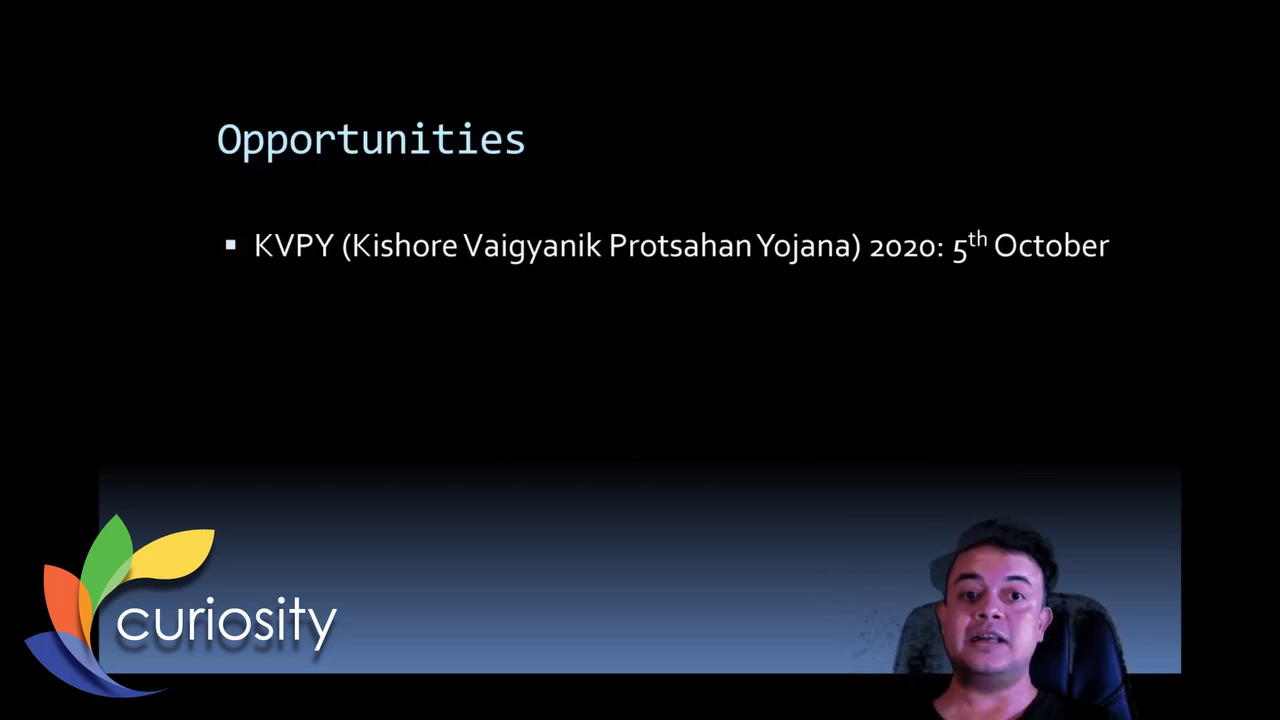 Opportunities
▪ KVPY (Kishore Vaigyanik Protsahan Yojana) 2020: 5th October
curiosity